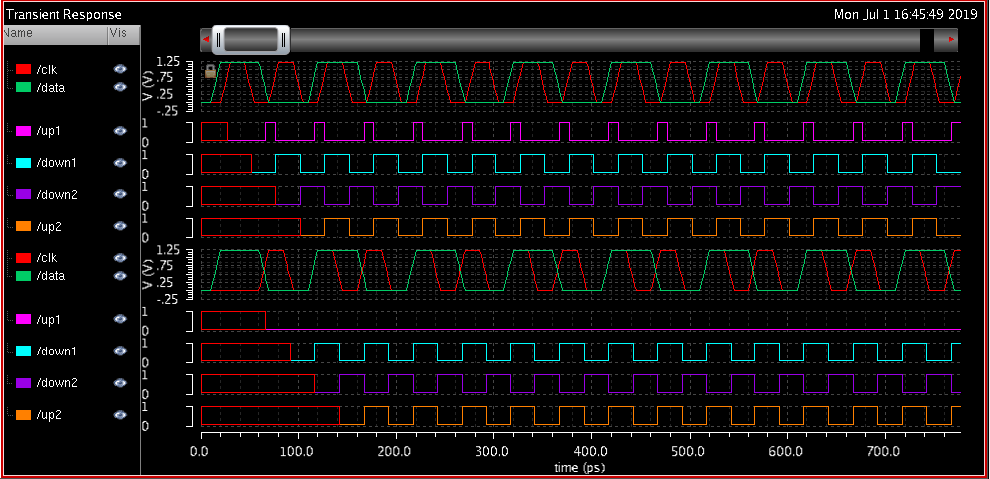 Transient Response
Mon Jul 1 16:45:49 2019
Name Vis
/clk
/data
/up1
/down1
/down2
/up2
/clk
/data
/up1
/down1
/down2
/up2
1.25
.75
.25
-.25
V (V)
1
0
1
0
1
0
1
0
1.25
.75
.25
-.25
V (V)
1
0
1
0
1
0
1
0
0.0 100.0 200.0 300.0 400.0 500.0 600.0 700.0
time (ps)